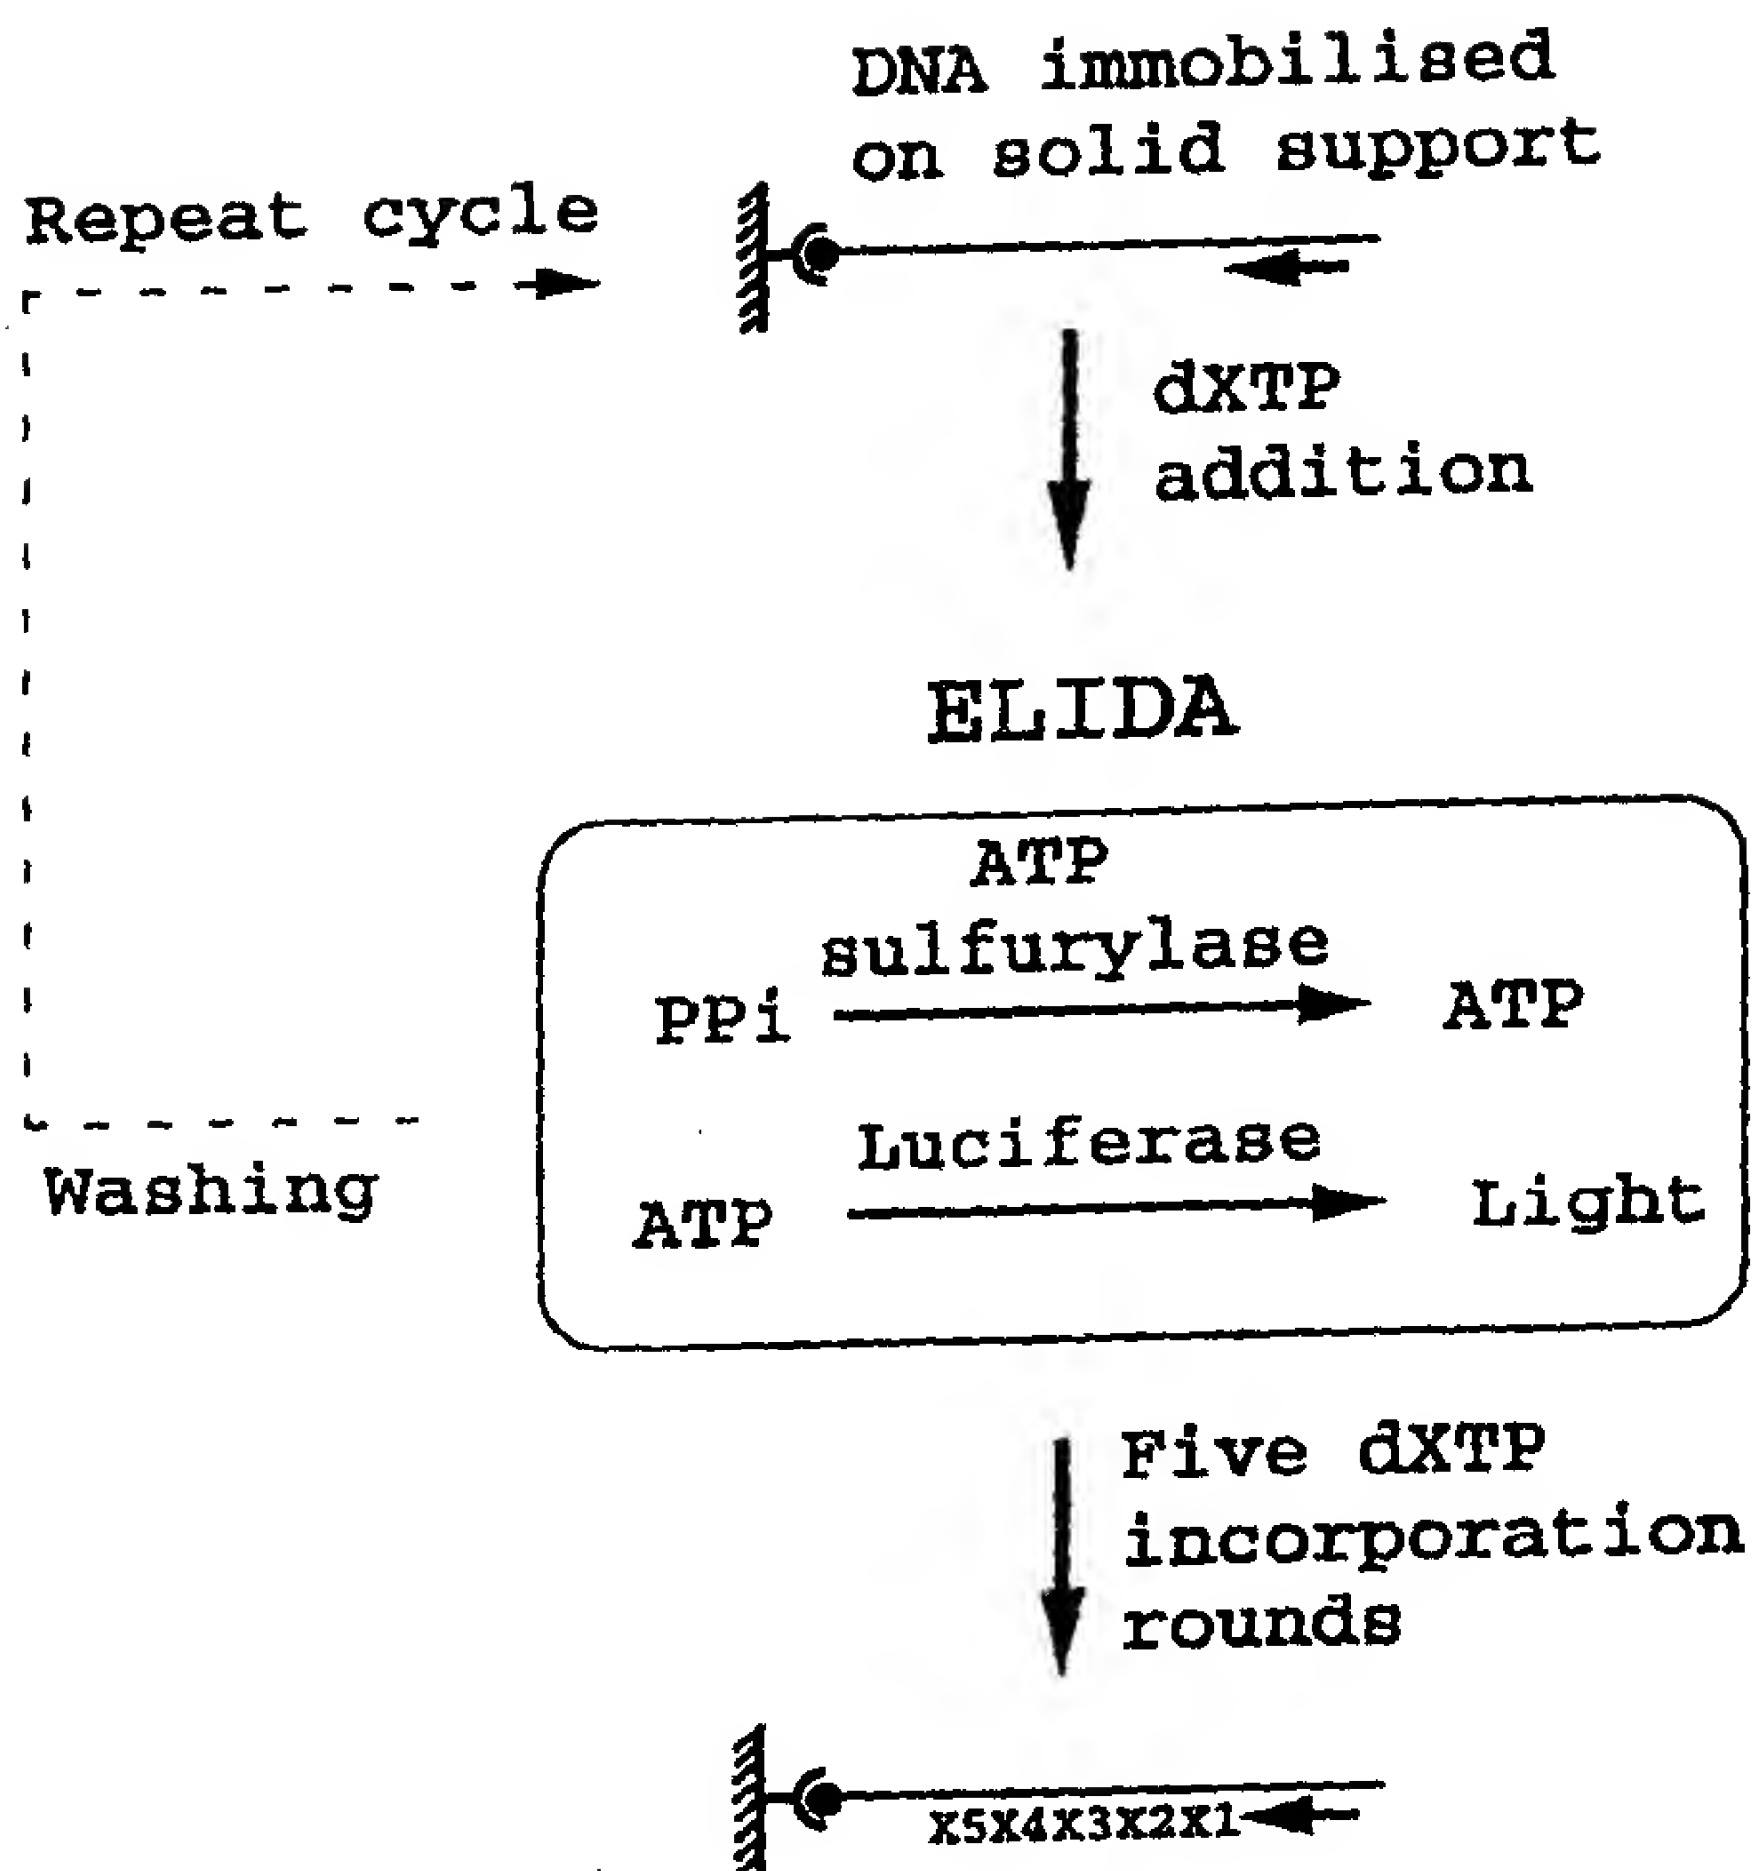 DNA immobilised
on solid support
Repeat cycle
dXTP
addition
ELIDA
ATP
sulfurylase
PPi
ATP
Luciferase
ATP
Light
Washing
Five dXTP
incorporation
rounds
X5X4X3X2X1